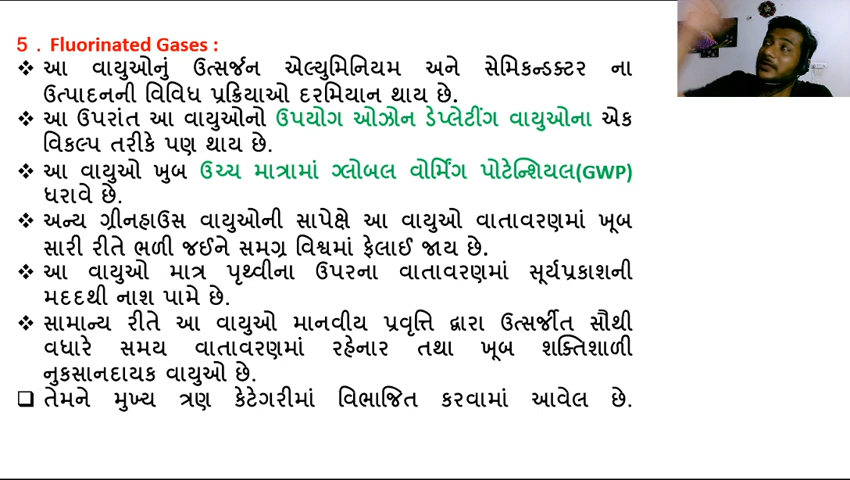 5 . Fluorinated Gases :
❖ આ વાયુઓનું ઉત્સર્જન એલ્યુમિનિયમ અને સેમિકન્ડક્ટર ના
ઉત્પાદનની વિવિધ પ્રક્રિયાઓ દરમિયાન થાય છે.
❖ આ ઉપરાંત આ વાયુઓનો ઉપયોગ ઓઝોન ડેપ્લેટીંગ વાયુઓના એક
વિકલ્પ તરીકે પણ થાય છે.
❖ આ વાયુઓ ખુબ ઉચ્ચ માત્રામાં ગ્લોબલ વોર્મિંગ પોટેન્શિયલ(GWP)
ધરાવે છે.
❖ અન્ય ગ્રીનહાઉસ વાયુઓની સાપેક્ષે આ વાયુઓ વાતાવરણમાં ખૂબ
સારી રીતે ભળી જઈને સમગ્ર વિશ્વમાં ફેલાઈ જાય છે.
❖ આ વાયુઓ માત્ર પૃથ્વીના ઉપરના વાતાવરણમાં સૂર્યપ્રકાશની
મદદથી નાશ પામે છે.
❖ સામાન્ય રીતે આ વાયુઓ માનવીય પ્રવૃત્તિ દ્વારા ઉત્સર્જીત સૌથી
વધારે સમય વાતાવરણમાં રહેનાર તથા ખૂબ શક્તિશાળી
નુકસાનદાયક વાયુઓ છે.
❑ તેમને મુખ્ય ત્રણ કેટેગરીમાં વિભાજિત કરવામાં આવેલ છે.